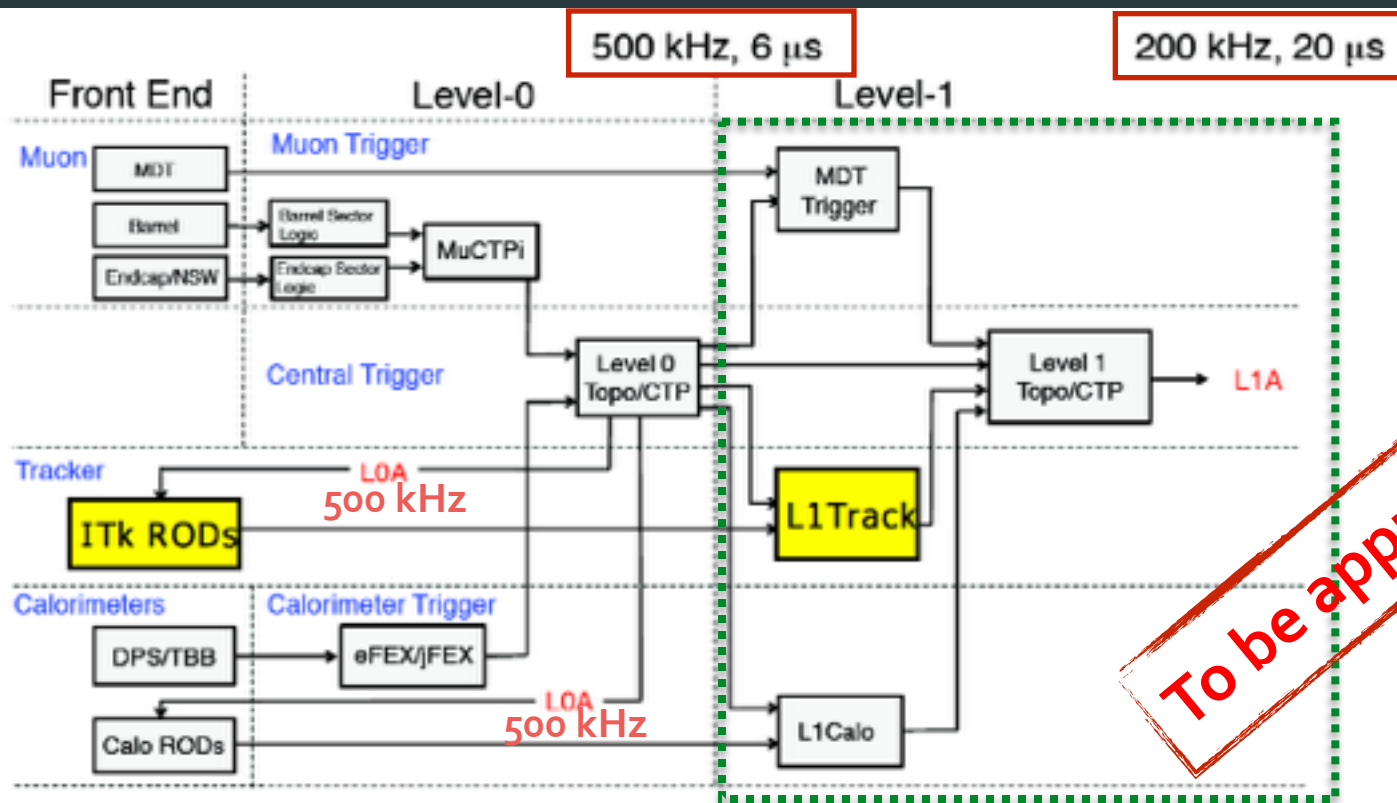 500 kHz, 6 µs
200 kHz, 20 µs
Front End
Level-0
Level-1
Muon
Muon Trigger
MDT
Barrel
Endcap/NSW
Barrel Sector
Logic
Endcap Sector
Logic
MuCTPi
MDT
Trigger
Central Trigger
Level 0
Topo/CTP
Level 1
Topo/CTP
L1A
Tracker
L0A
500 kHz
ITk RODs
L1Track
Calorimeters
Calorimeter Trigger
DPS/TBB
eFEX/jFEX
L0A
500 kHz
Calo RODs
L1Calo
To be